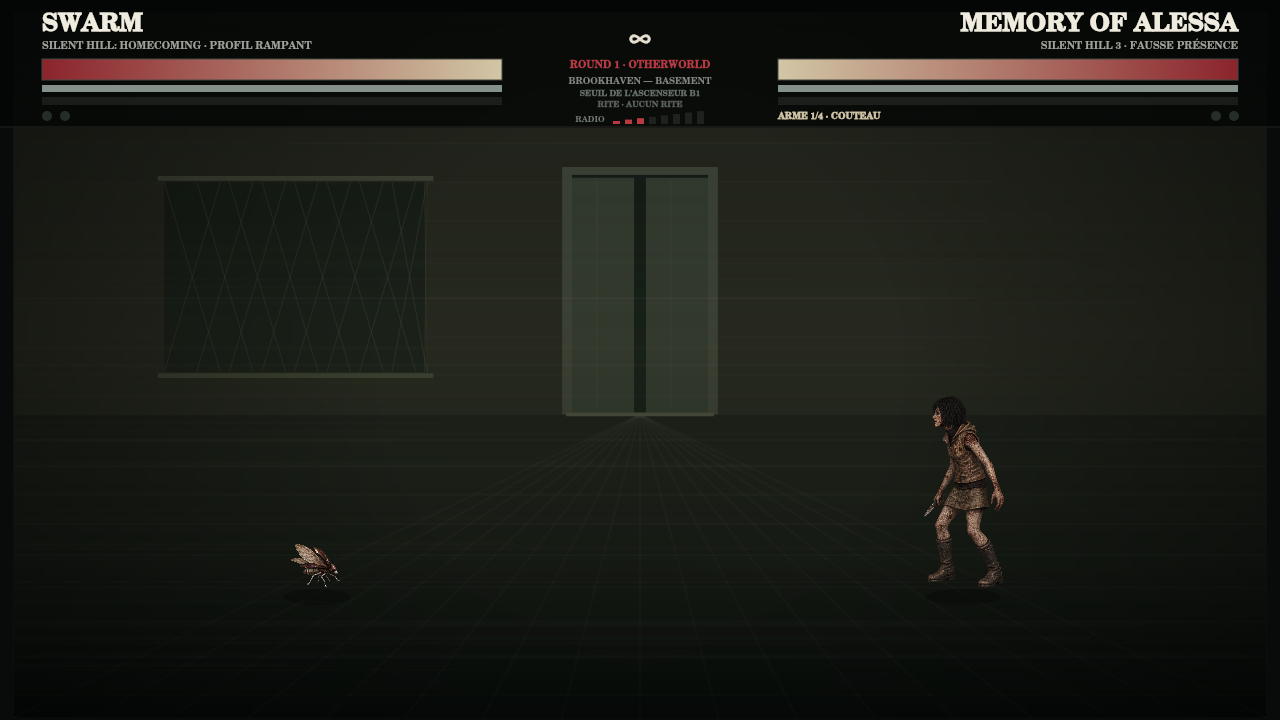 SWARM
SILENT HILL: HOMECOMING · PROFIL RAMPANT
∞
ROUND 1 · OTHERWORLD
BROOKHAVEN — BASEMENT
SEUIL DE L'ASCENSEUR B1
RITE · AUCUN RITE
RADIO
MEMORY OF ALESSA
SILENT HILL 3 · FAUSSE PRÉSENCE
ARME 1/4 · COUTEAU